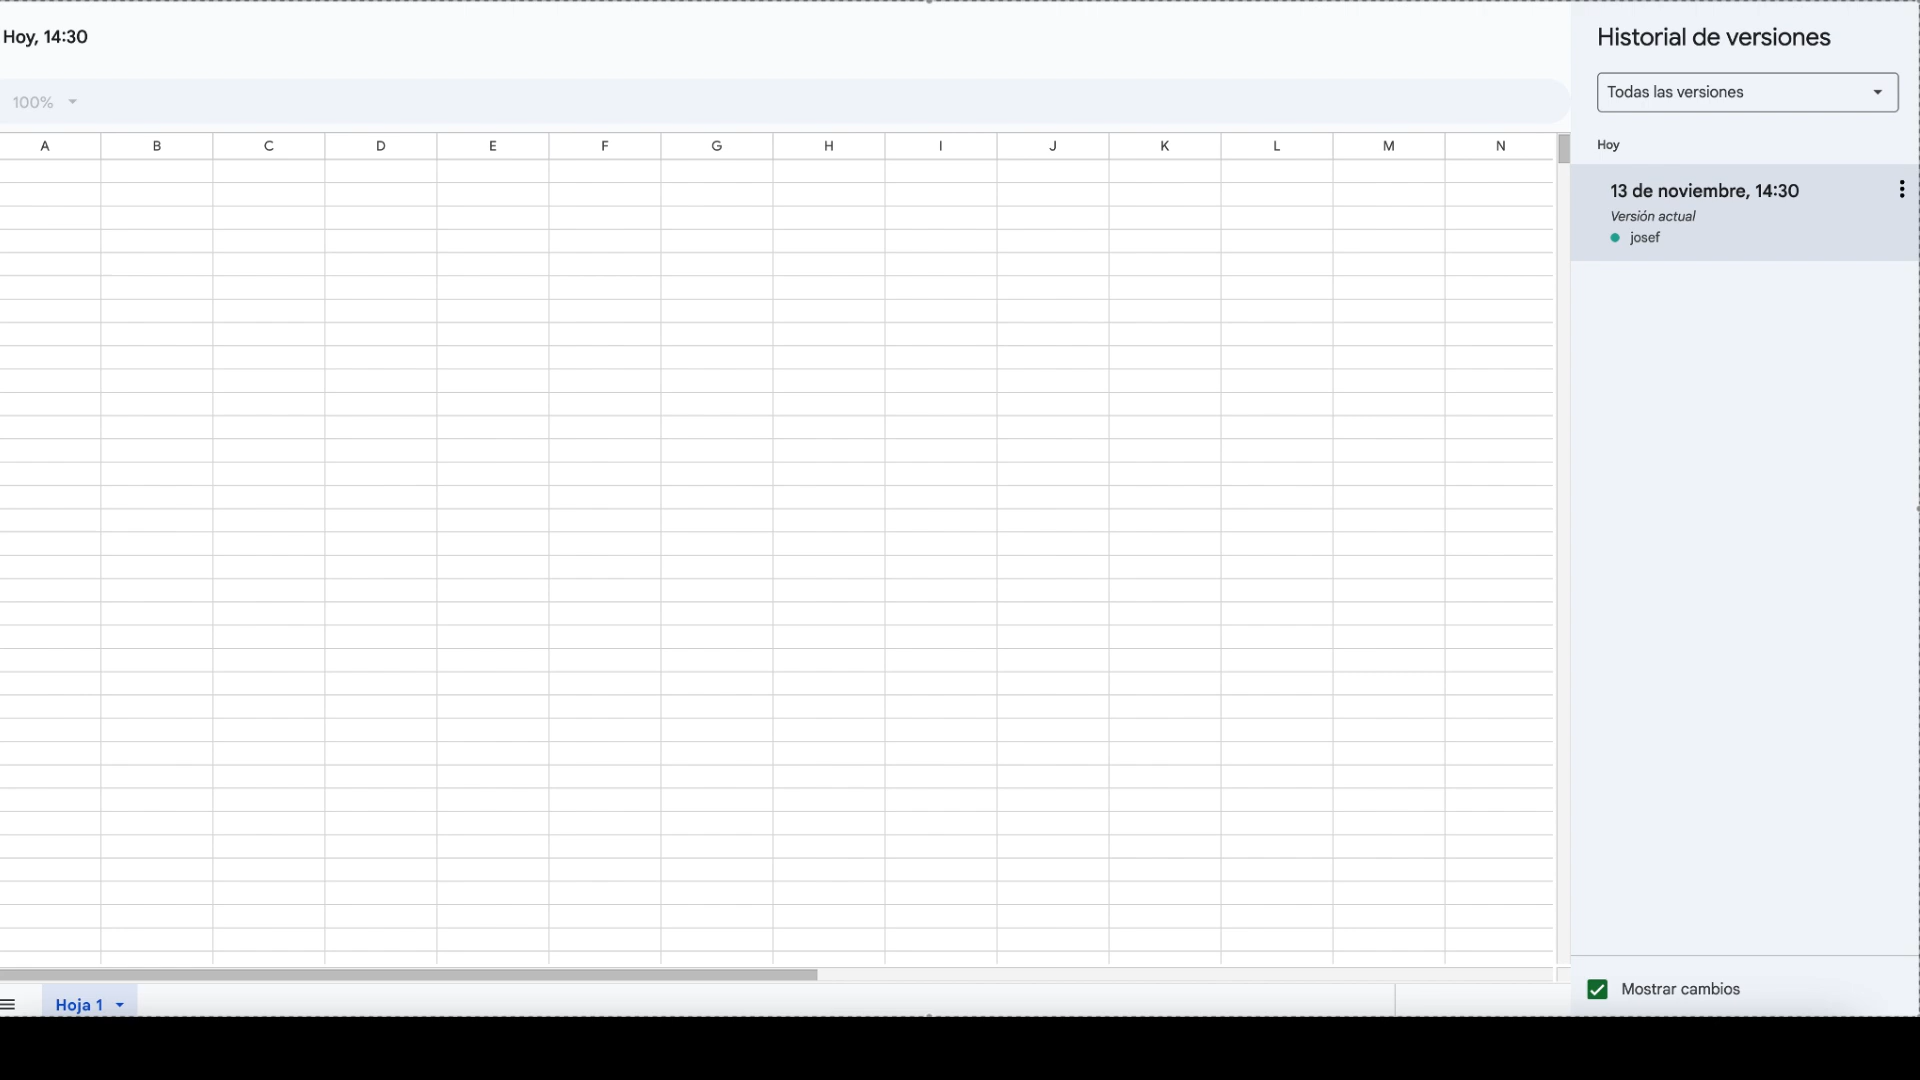 Hoy, 14:30
Historial de versiones
100%
Todas las versiones
A B C D E F G H I J K L M N
Hoy
13 de noviembre, 14:30
Versión actual
josef
Hoja 1
Mostrar cambios